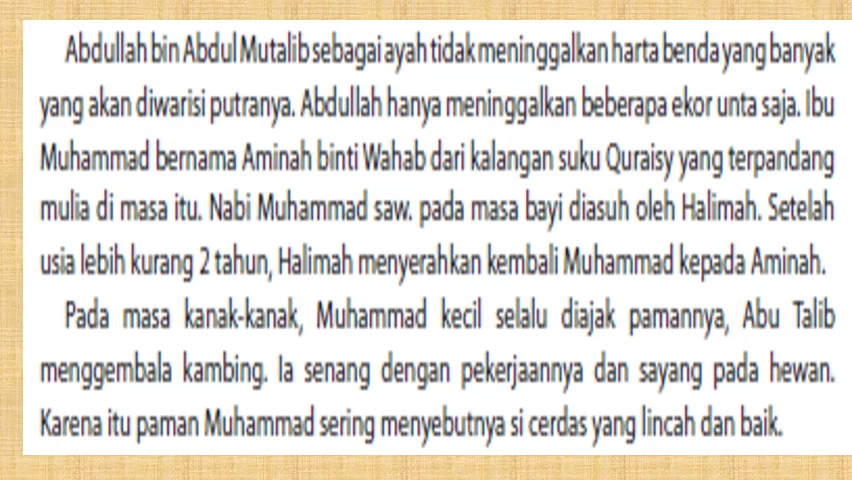 Abdullah bin Abdul Mutalib sebagai ayah tidak meninggalkan harta benda yang banyak
yang akan diwarisi putranya. Abdullah hanya meninggalkan beberapa ekor unta saja. Ibu
Muhammad bernama Aminah binti Wahab dari kalangan suku Quraisy yang terpandang
mulia di masa itu. Nabi Muhammad saw. pada masa bayi diasuh oleh Halimah. Setelah
usia lebih kurang 2 tahun, Halimah menyerahkan kembali Muhammad kepada Aminah.
Pada masa kanak-kanak, Muhammad kecil selalu diajak pamannya, Abu Talib
menggembala kambing. Ia senang dengan pekerjaannya dan sayang pada hewan.
Karena itu paman Muhammad sering menyebutnya si cerdas yang lincah dan baik.